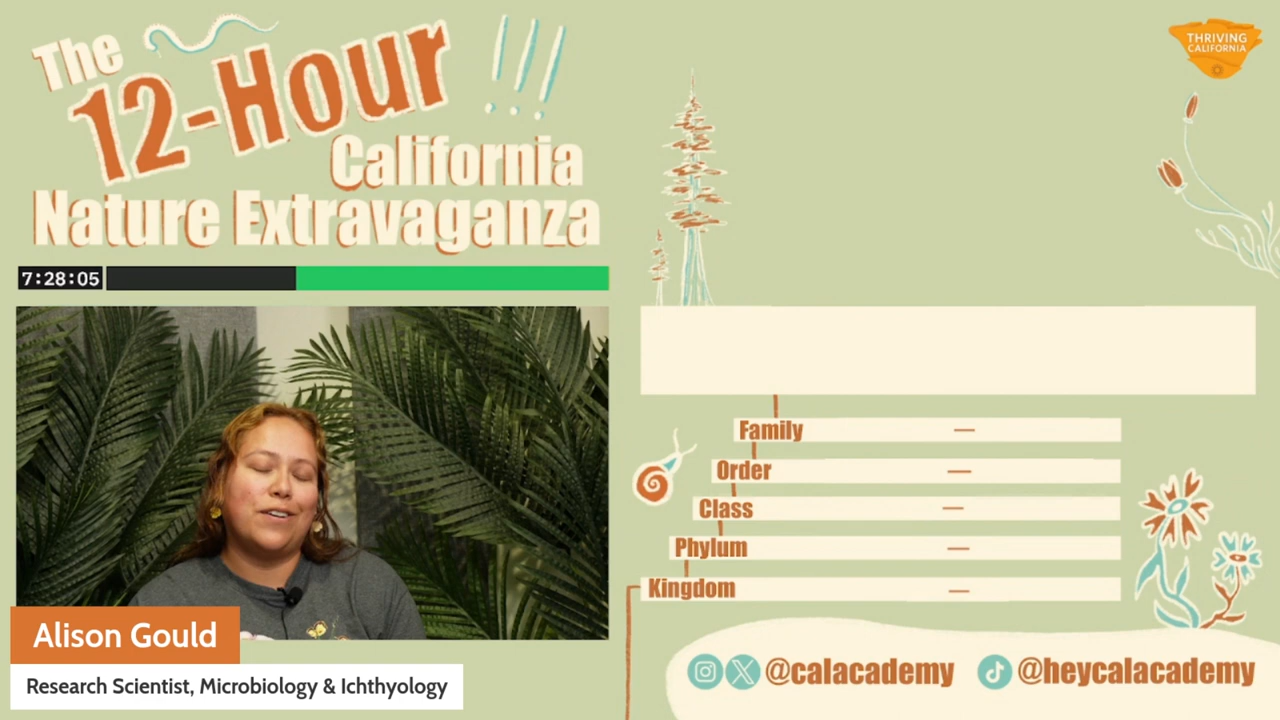 The
12-Hour
!!!
California
Nature Extravaganza
THRIVING
CALIFORNIA
7:28:05
Family —
Order —
Class —
Phylum —
Kingdom —
Alison Gould
Research Scientist, Microbiology & Ichthyology
@calacademy
@heycalacademy